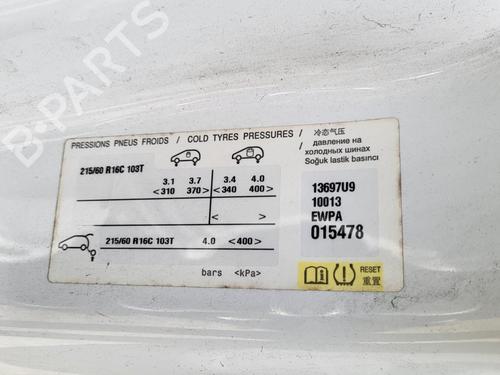 B-PARTS
PRESSIONS PNEUS FROIDS / COLD TYRES PRESSURES / 冷态气压
давление на
холодных шинах
Soğuk lastik basıncı
215/60 R16C 103T
3.1 3.7 3.4 4.0
<310 370> <340 400>
< >
215/60 R16C 103T 4.0 <400>
bars <kPa>
13697U9
10013
EWPA
015478
RESET
重置